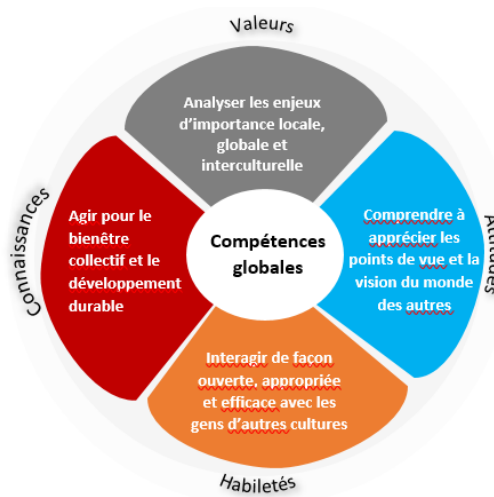 Valeurs
Analyser les enjeux
d’importance locale,
globale et
interculturelle
Connaissances
Agir pour le
bienêtre
collectif et le
développement
durable
Compétences
globales
Comprendre à
apprécier les
points de vue et la
vision du monde
des autres
Attitudes
Interagir de façon
ouverte, appropriée
et efficace avec les
gens d’autres cultures
Habiletés